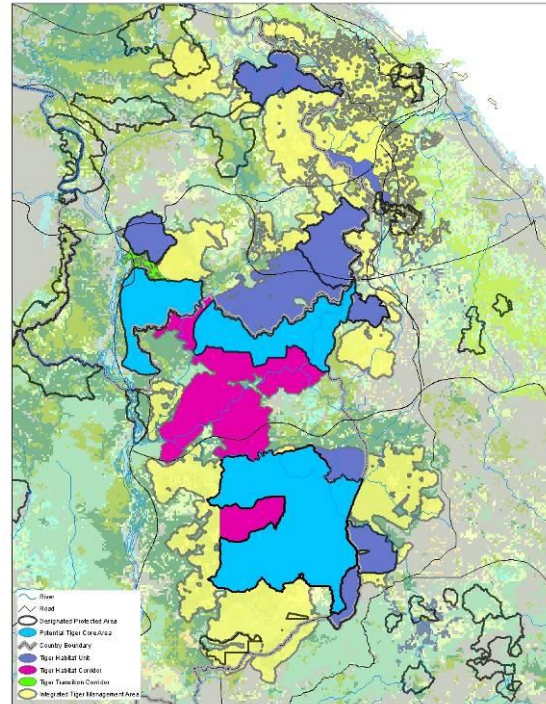 River
Road
Designated Protected Area
Potential Tiger Core Area
Country Boundary
Tiger Habitat Unit
Tiger Habitat Corridor
Tiger Transition Corridor
Integrated Tiger Management Area